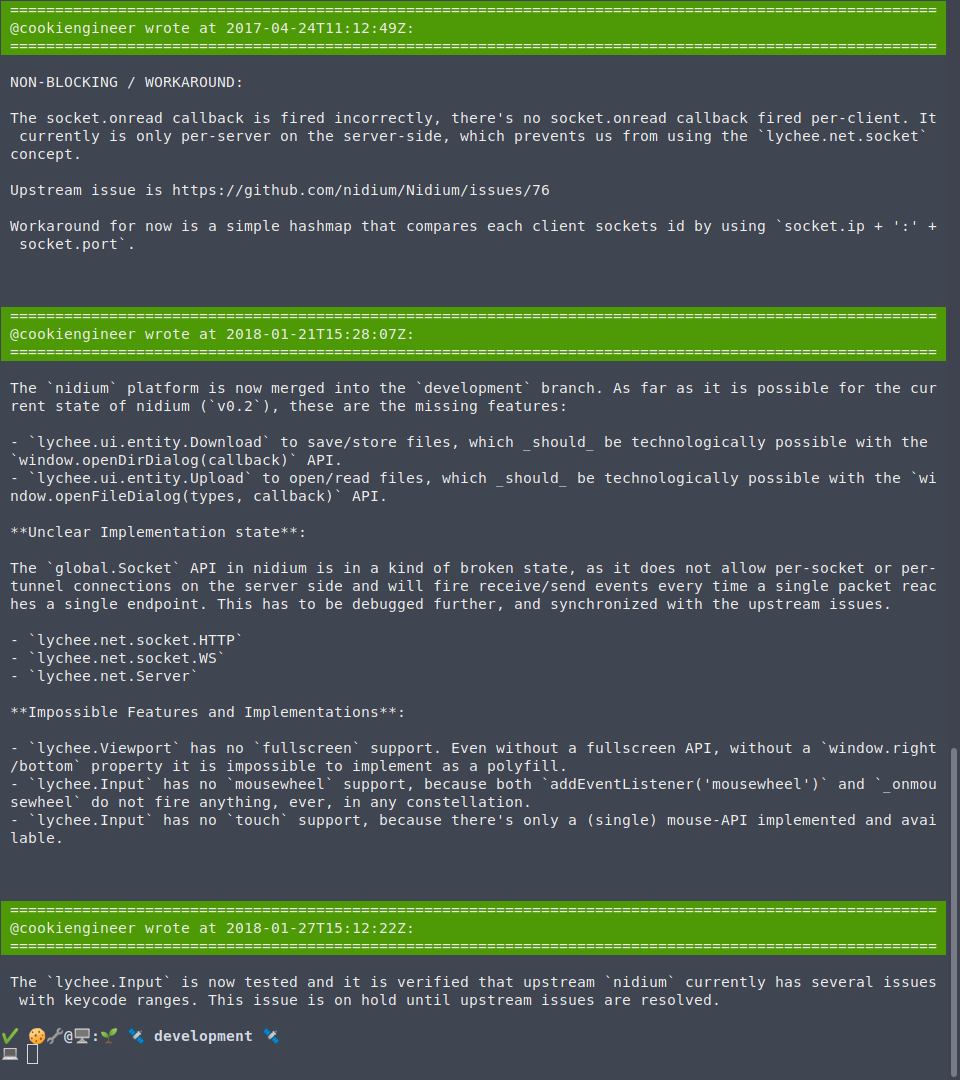 =======================================================================================================
@cookiengineer wrote at 2017-04-24T11:12:49Z:
=======================================================================================================
NON-BLOCKING / WORKAROUND:
The socket.onread callback is fired incorrectly, there's no socket.onread callback fired per-client. It
currently is only per-server on the server-side, which prevents us from using the `lychee.net.socket`
concept.
Upstream issue is https://github.com/nidium/Nidium/issues/76
Workaround for now is a simple hashmap that compares each client sockets id by using `socket.ip + ':' +
socket.port`.
=======================================================================================================
@cookiengineer wrote at 2018-01-21T15:28:07Z:
=======================================================================================================
The `nidium` platform is now merged into the `development` branch. As far as it is possible for the cur
rent state of nidium (`v0.2`), these are the missing features:
- `lychee.ui.entity.Download` to save/store files, which _should_ be technologically possible with the
`window.openDirDialog(callback)` API.
- `lychee.ui.entity.Upload` to open/read files, which _should_ be technologically possible with the `wi
ndow.openFileDialog(types, callback)` API.
**Unclear Implementation state**:
The `global.Socket` API in nidium is in a kind of broken state, as it does not allow per-socket or per-
tunnel connections on the server side and will fire receive/send events every time a single packet reac
hes a single endpoint. This has to be debugged further, and synchronized with the upstream issues.
- `lychee.net.socket.HTTP`
- `lychee.net.socket.WS`
- `lychee.net.Server`
**Impossible Features and Implementations**:
- `lychee.Viewport` has no `fullscreen` support. Even without a fullscreen API, without a `window.right
/bottom` property it is impossible to implement as a polyfill.
- `lychee.Input` has no `mousewheel` support, because both `addEventListener('mousewheel')` and `_onmou
sewheel` do not fire anything, ever, in any constellation.
- `lychee.Input` has no `touch` support, because there's only a (single) mouse-API implemented and avai
lable.
=======================================================================================================
@cookiengineer wrote at 2018-01-27T15:12:22Z:
=======================================================================================================
The `lychee.Input` is now tested and it is verified that upstream `nidium` currently has several issues
with keycode ranges. This issue is on hold until upstream issues are resolved.
✔ 🍪🔧@🖥:🌱 🛰 development 🛰
💻